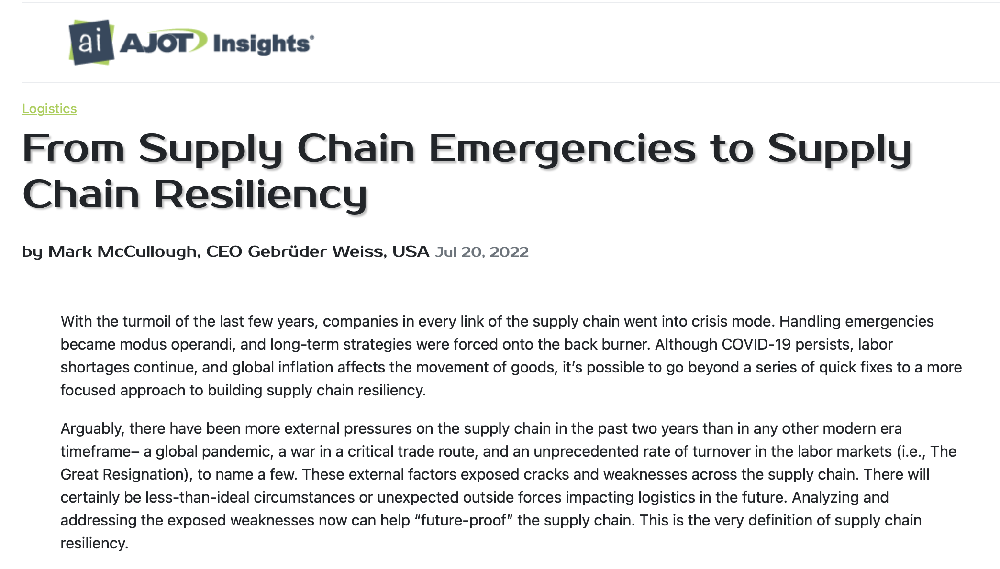 ai AJOT Insights®
Logistics
From Supply Chain Emergencies to Supply
Chain Resiliency
by Mark McCullough, CEO Gebrüder Weiss, USA Jul 20, 2022
With the turmoil of the last few years, companies in every link of the supply chain went into crisis mode. Handling emergencies
became modus operandi, and long-term strategies were forced onto the back burner. Although COVID-19 persists, labor
shortages continue, and global inflation affects the movement of goods, it’s possible to go beyond a series of quick fixes to a more
focused approach to building supply chain resiliency.
Arguably, there have been more external pressures on the supply chain in the past two years than in any other modern era
timeframe– a global pandemic, a war in a critical trade route, and an unprecedented rate of turnover in the labor markets (i.e., The
Great Resignation), to name a few. These external factors exposed cracks and weaknesses across the supply chain. There will
certainly be less-than-ideal circumstances or unexpected outside forces impacting logistics in the future. Analyzing and
addressing the exposed weaknesses now can help “future-proof” the supply chain. This is the very definition of supply chain
resiliency.